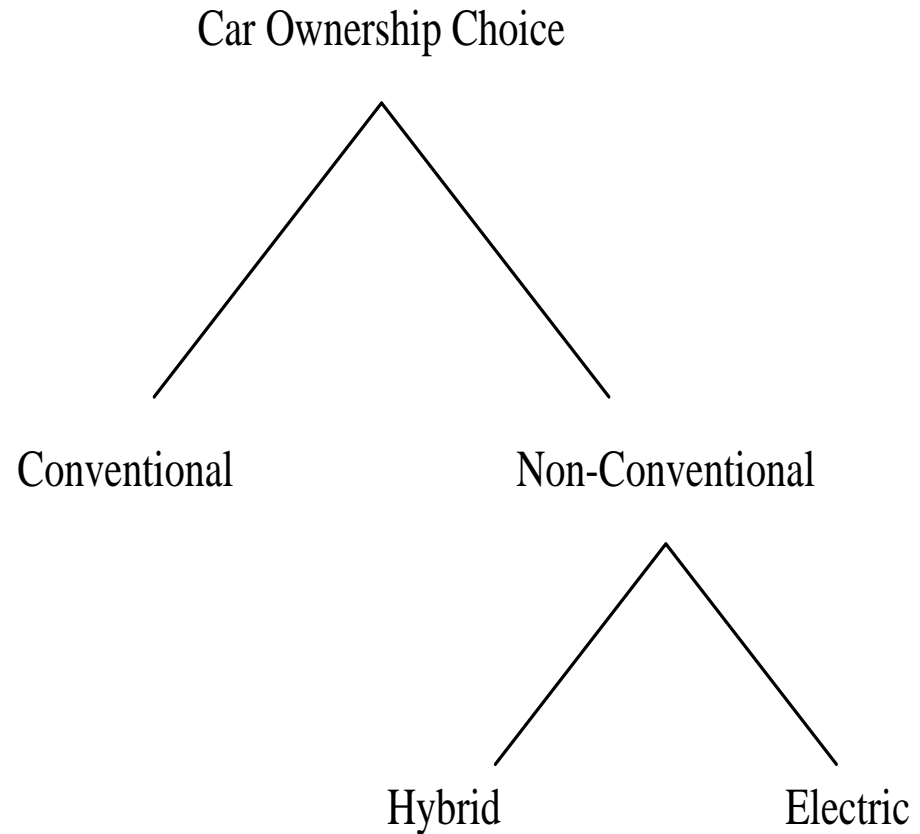 Car Ownership Choice
Conventional
Non-Conventional
Hybrid
Electric